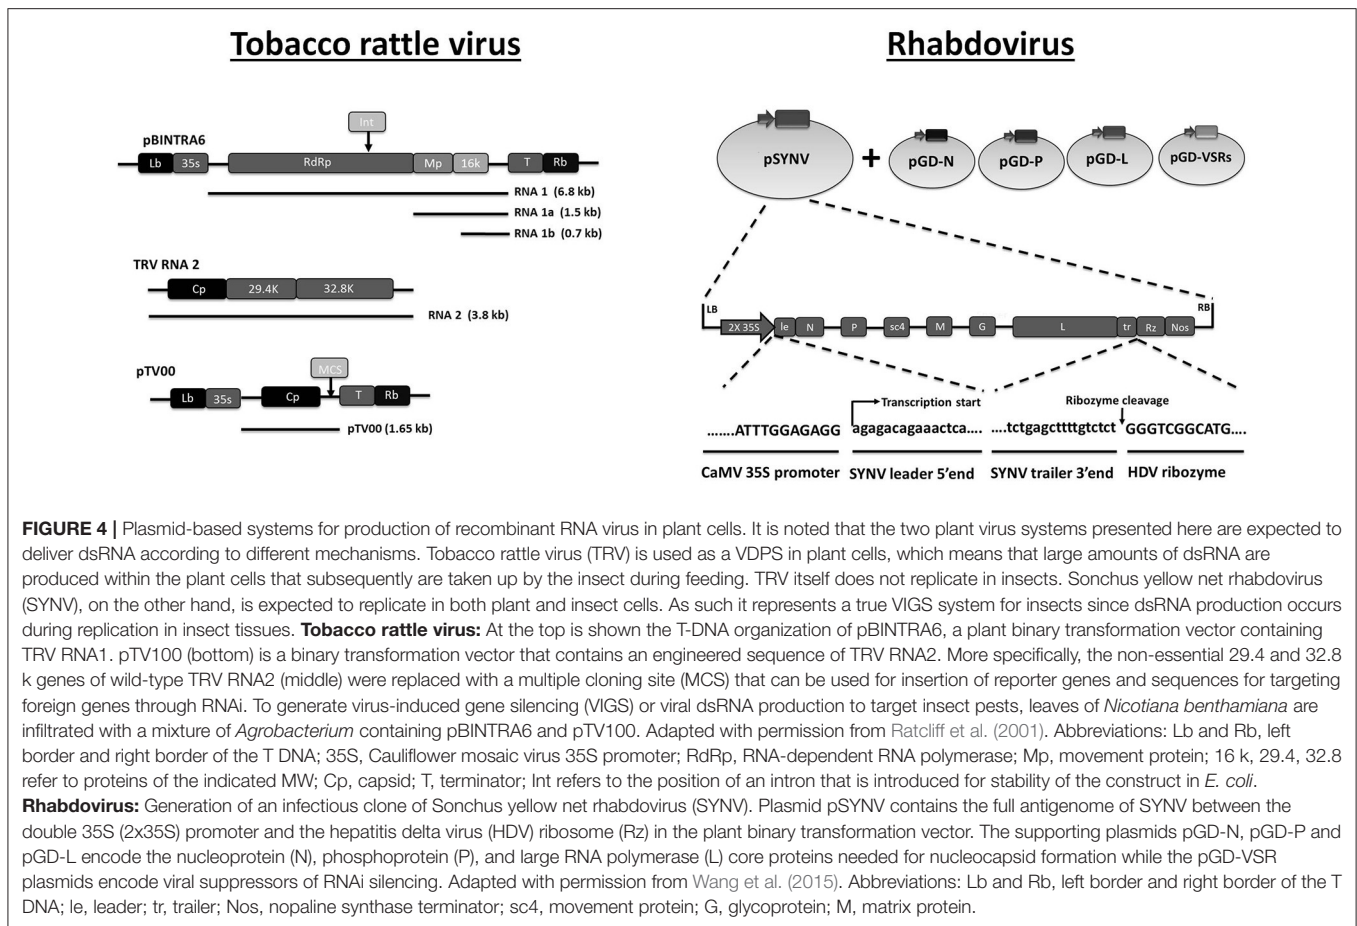 Tobacco rattle virus
Int
pBINTRA6
Lb 35s RdRp Mp 16k T Rb
RNA 1 (6.8 kb)
RNA 1a (1.5 kb)
RNA 1b (0.7 kb)
TRV RNA 2
Cp 29.4K 32.8K
RNA 2 (3.8 kb)
MCS
pTV00
Lb 35s Cp T Rb
pTV00 (1.65 kb)
Rhabdovirus
pSYNV + pGD-N pGD-P pGD-L pGD-VSRs
LB RB
2X 35S le N P sc4 M G L tr Rz Nos
Transcription start Ribozyme cleavage
.......ATTTGGAGAGG agagacagaaactca.... ....tctgagcttttgtctct GGGTCGGCATG....
CaMV 35S promoter SYNV leader 5'end SYNV trailer 3'end HDV ribozyme
FIGURE 4 | Plasmid-based systems for production of recombinant RNA virus in plant cells. It is noted that the two plant virus systems presented here are expected to
deliver dsRNA according to different mechanisms. Tobacco rattle virus (TRV) is used as a VDPS in plant cells, which means that large amounts of dsRNA are
produced within the plant cells that subsequently are taken up by the insect during feeding. TRV itself does not replicate in insects. Sonchus yellow net rhabdovirus
(SYNV), on the other hand, is expected to replicate in both plant and insect cells. As such it represents a true VIGS system for insects since dsRNA production occurs
during replication in insect tissues. Tobacco rattle virus: At the top is shown the T-DNA organization of pBINTRA6, a plant binary transformation vector containing
TRV RNA1. pTV100 (bottom) is a binary transformation vector that contains an engineered sequence of TRV RNA2. More specifically, the non-essential 29.4 and 32.8
k genes of wild-type TRV RNA2 (middle) were replaced with a multiple cloning site (MCS) that can be used for insertion of reporter genes and sequences for targeting
foreign genes through RNAi. To generate virus-induced gene silencing (VIGS) or viral dsRNA production to target insect pests, leaves of Nicotiana benthamiana are
infiltrated with a mixture of Agrobacterium containing pBINTRA6 and pTV100. Adapted with permission from Ratcliff et al. (2001). Abbreviations: Lb and Rb, left
border and right border of the T DNA; 35S, Cauliflower mosaic virus 35S promoter; RdRp, RNA-dependent RNA polymerase; Mp, movement protein; 16 k, 29.4, 32.8
refer to proteins of the indicated MW; Cp, capsid; T, terminator; Int refers to the position of an intron that is introduced for stability of the construct in E. coli.
Rhabdovirus: Generation of an infectious clone of Sonchus yellow net rhabdovirus (SYNV). Plasmid pSYNV contains the full antigenome of SYNV between the
double 35S (2x35S) promoter and the hepatitis delta virus (HDV) ribosome (Rz) in the plant binary transformation vector. The supporting plasmids pGD-N, pGD-P and
pGD-L encode the nucleoprotein (N), phosphoprotein (P), and large RNA polymerase (L) core proteins needed for nucleocapsid formation while the pGD-VSR
plasmids encode viral suppressors of RNAi silencing. Adapted with permission from Wang et al. (2015). Abbreviations: Lb and Rb, left border and right border of the T
DNA; le, leader; tr, trailer; Nos, nopaline synthase terminator; sc4, movement protein; G, glycoprotein; M, matrix protein.